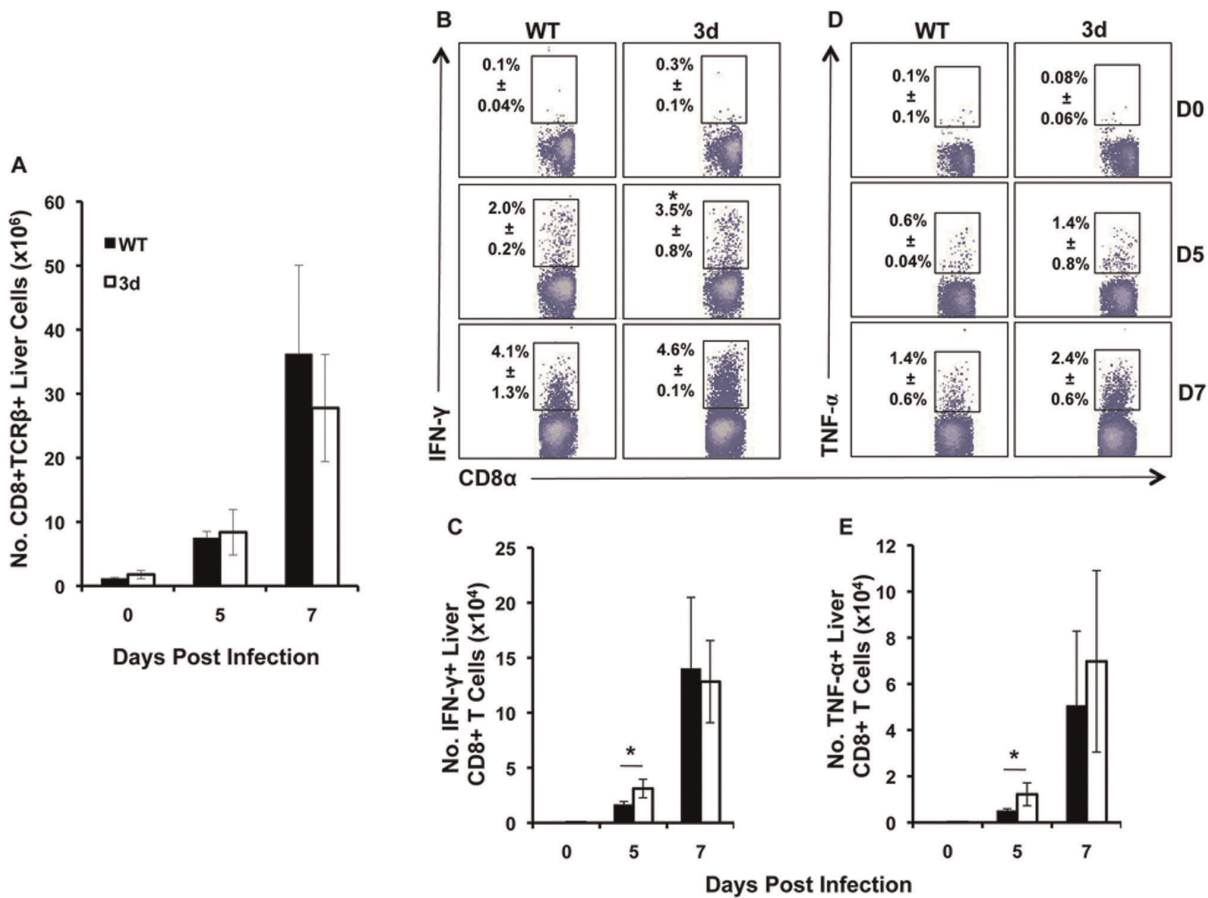 A
No. CD8+TCRβ+ Liver Cells (x10⁶)
60
50
40
30
20
10
0
WT
3d
0 5 7
Days Post Infection
B
WT 3d
IFN-γ
0.1%
±
0.04%
0.3%
±
0.1%
2.0%
±
0.2%
*
3.5%
±
0.8%
4.1%
±
1.3%
4.6%
±
0.1%
CD8α
D
WT 3d
TNF-α
0.1%
±
0.1%
0.08%
±
0.06%
D0
0.6%
±
0.04%
1.4%
±
0.8%
D5
1.4%
±
0.6%
2.4%
±
0.6%
D7
C
No. IFN-γ+ Liver
CD8+ T Cells (x10⁴)
25
20
15
10
5
0
*
0 5 7
E
No. TNF-α+ Liver
CD8+ T Cells (x10⁴)
12
10
8
6
4
2
0
*
0 5 7
Days Post Infection